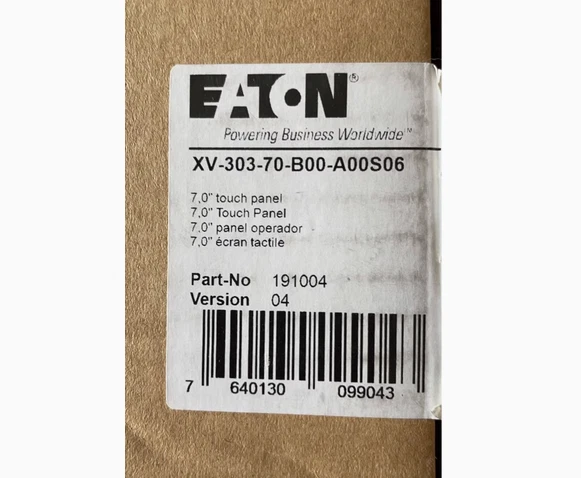 EATON®
Powering Business Worldwide™
XV-303-70-B00-A00S06
7,0" touch panel
7,0" Touch Panel
7.0" panel operador
7,0" écran tactile
Part-No 191004
Version 04
7 640130 099043